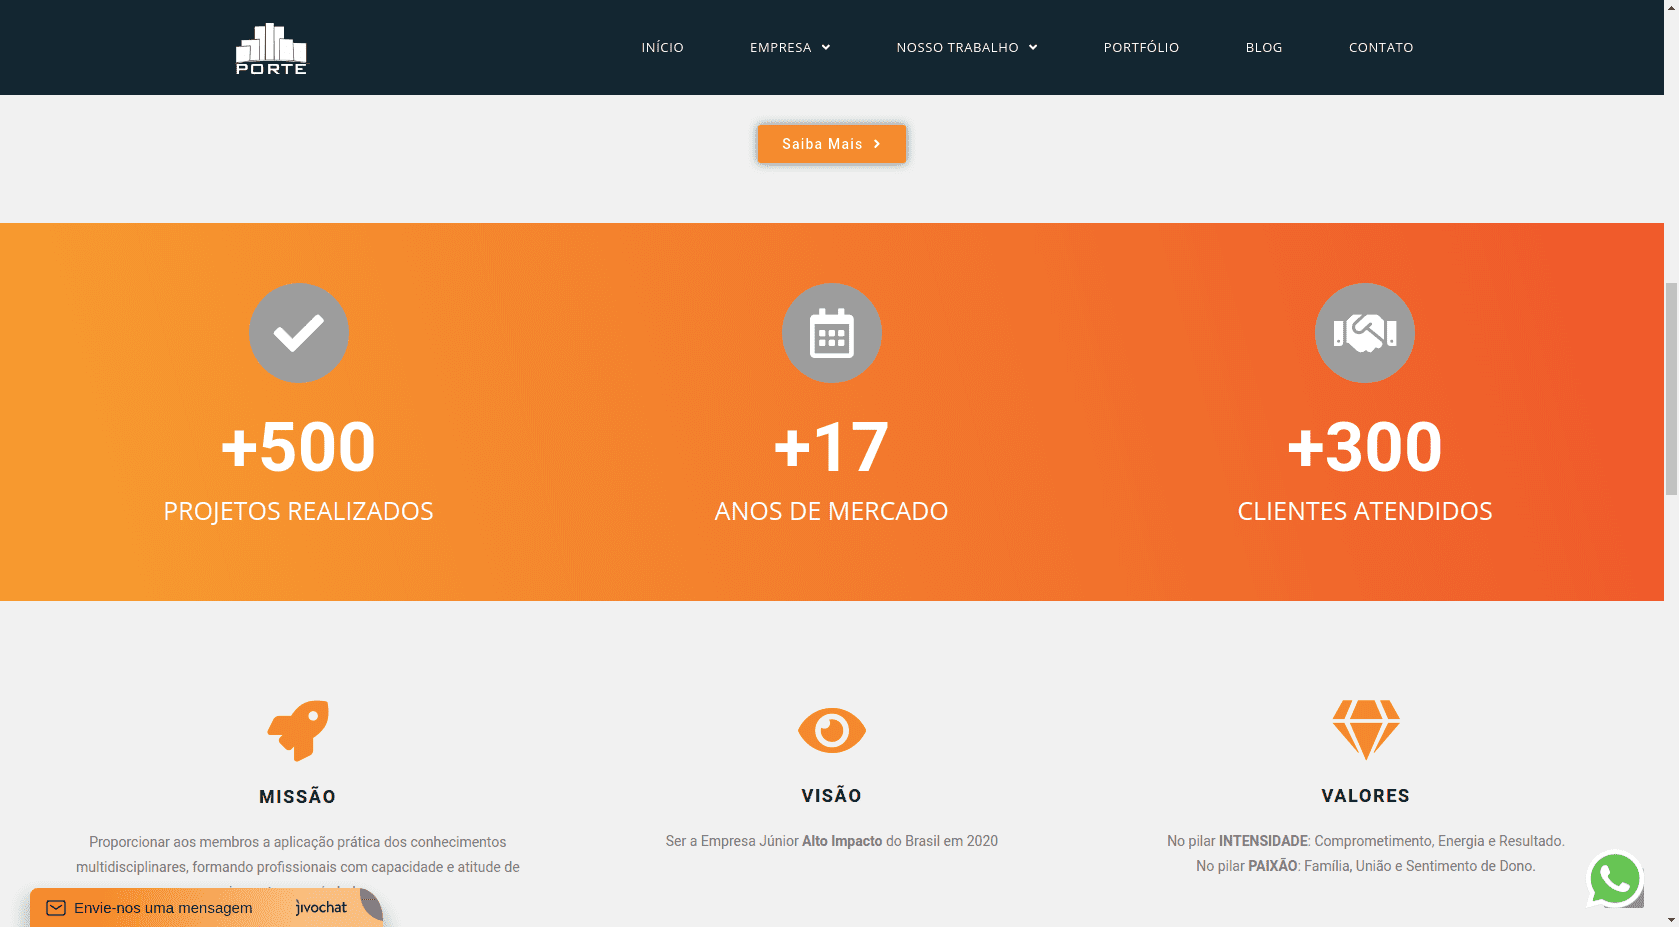 PORTE
INÍCIO EMPRESA NOSSO TRABALHO PORTFÓLIO BLOG CONTATO
Saiba Mais
+500 +17 +300
PROJETOS REALIZADOS ANOS DE MERCADO CLIENTES ATENDIDOS
MISSÃO VISÃO VALORES
Proporcionar aos membros a aplicação prática dos conhecimentos
multidisciplinares, formando profissionais com capacidade e atitude de
Ser a Empresa Júnior Alto Impacto do Brasil em 2020
No pilar INTENSIDADE: Comprometimento, Energia e Resultado.
No pilar PAIXÃO: Família, União e Sentimento de Dono.
Envie-nos uma mensagem jivochat